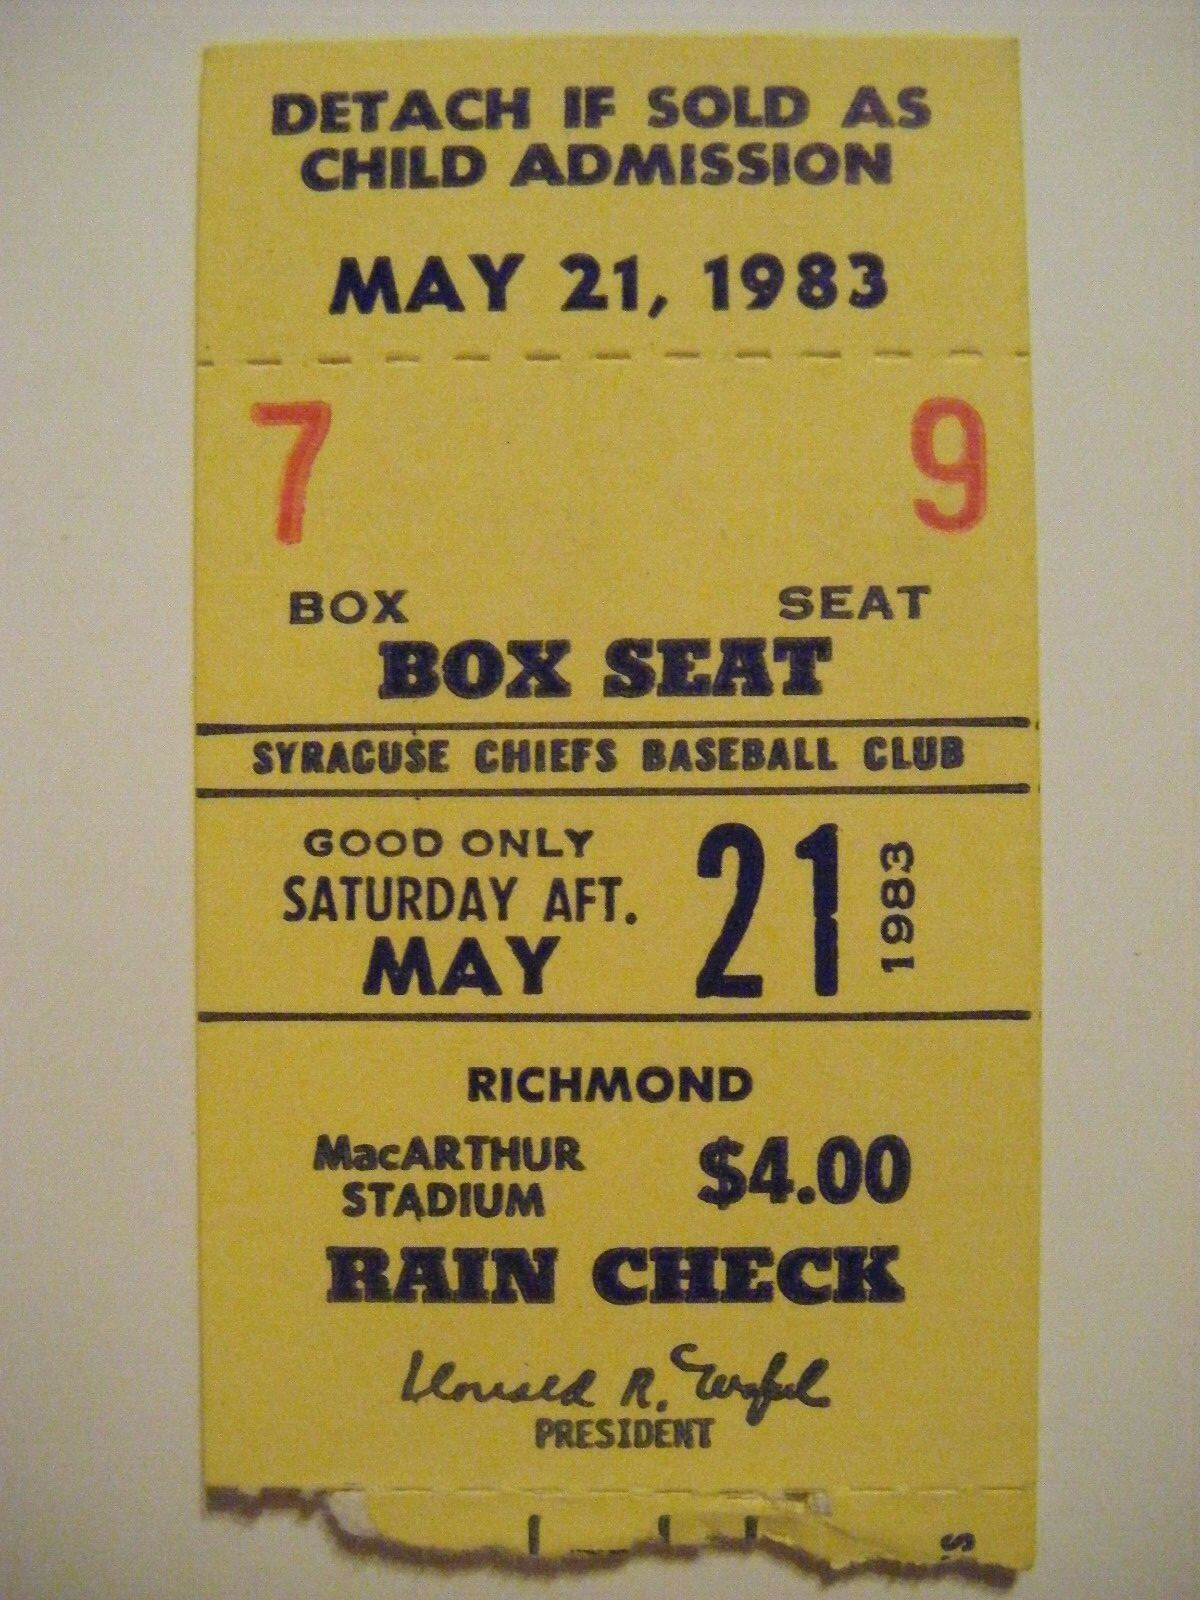 DETACH IF SOLD AS
CHILD ADMISSION
MAY 21, 1983
7 9
BOX SEAT
BOX SEAT
SYRACUSE CHIEFS BASEBALL CLUB
GOOD ONLY
SATURDAY AFT.
MAY 21 1983
RICHMOND
MacARTHUR
STADIUM
$4.00
RAIN CHECK
Donald R.
PRESIDENT